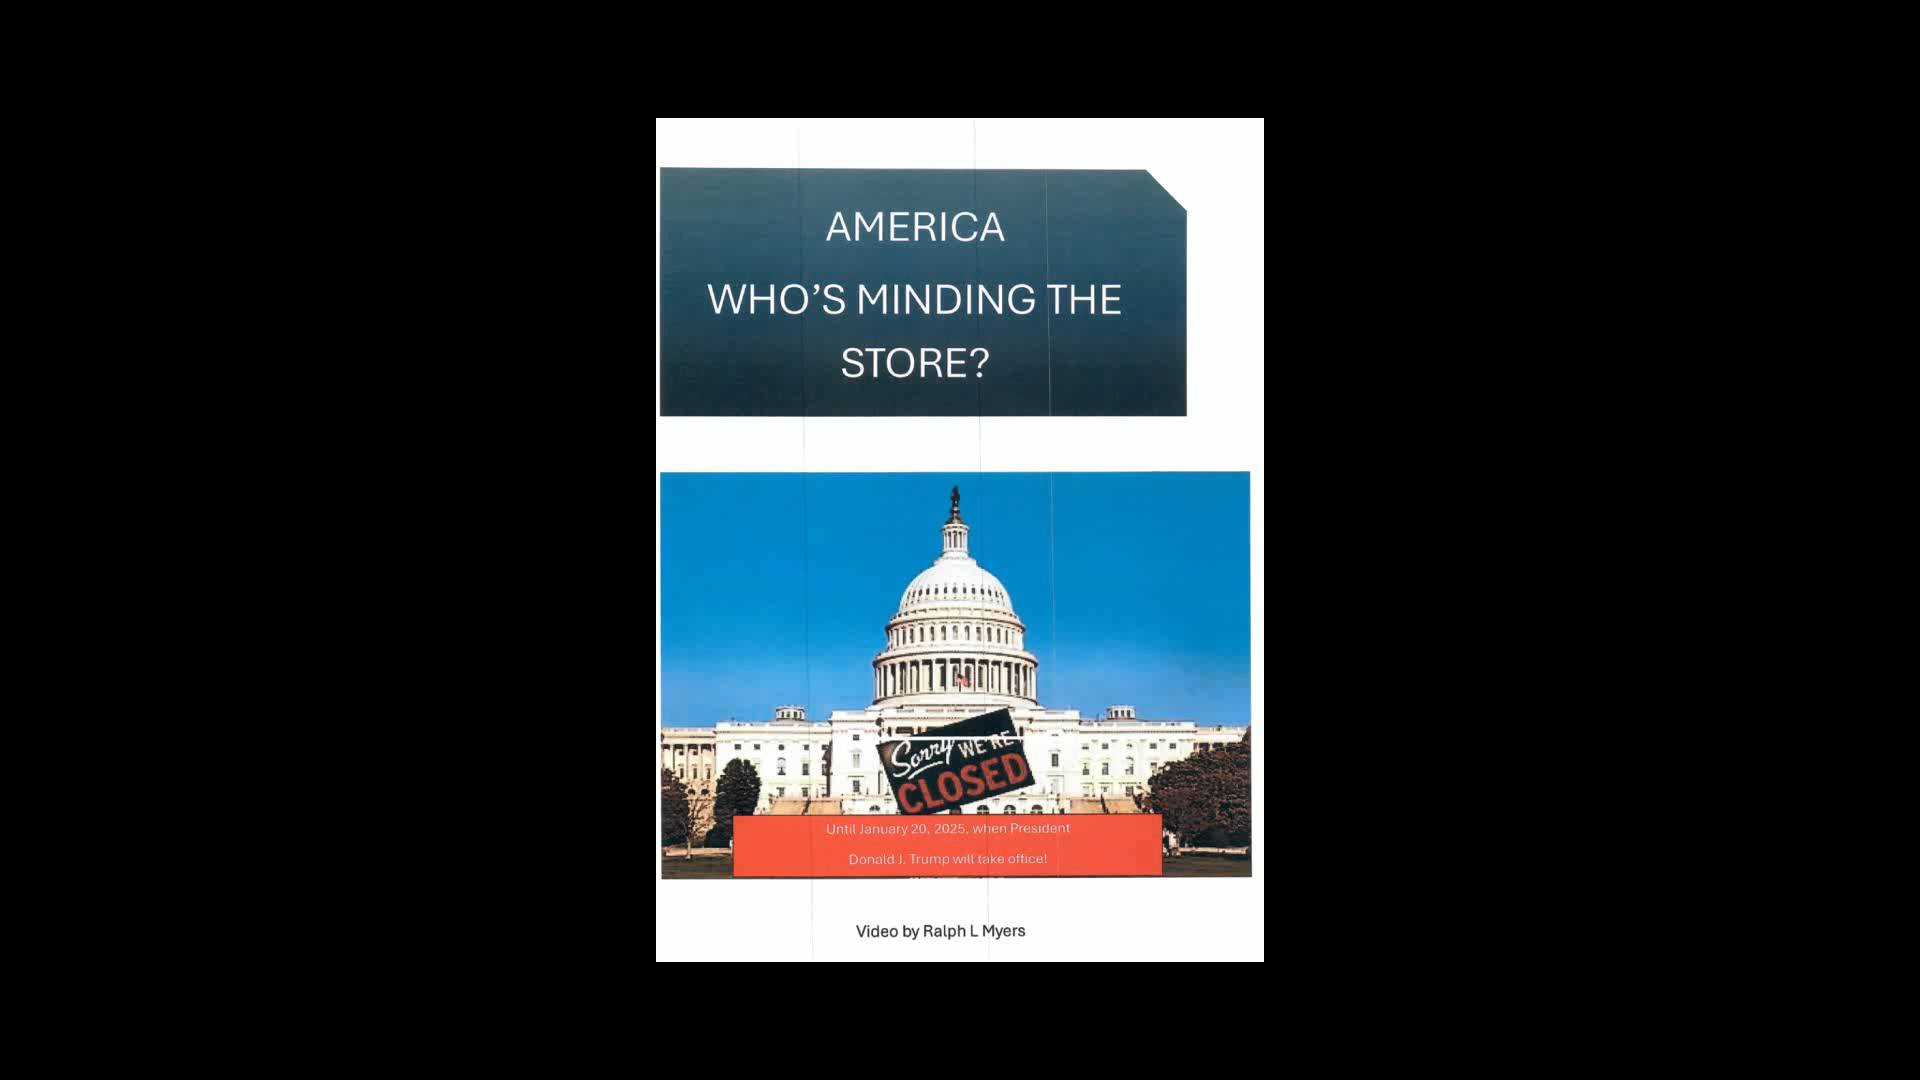 AMERICA
WHO'S MINDING THE
STORE?
Sorry WE'RE
CLOSED
Until January 20, 2025, when President
Donald J. Trump will take office!
Video by Ralph L Myers